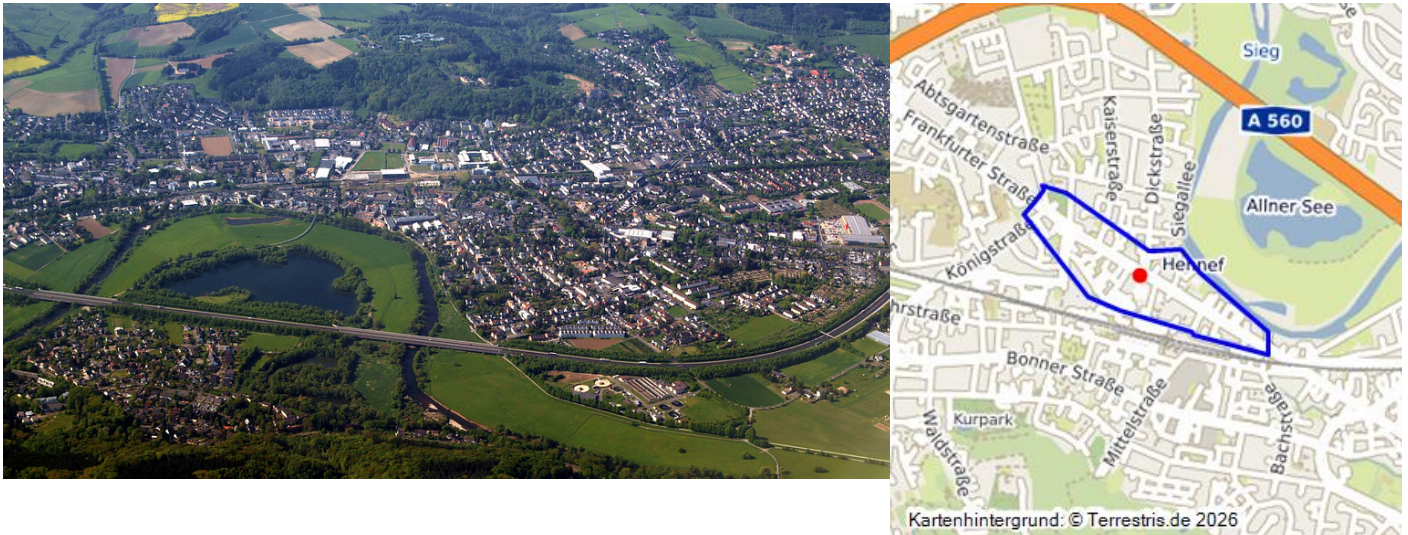 Sieg
A 560
Abtsgartenstraße
Frankfurter Straße
Kaiserstraße
Dickstraße
Siegallee
Allner See
Königstraße
Hennef
hrstraße
Bonner Straße
Mittelstraße
Bachstraße
Kurpark
Waldstraße
Kartenhintergrund: © Terrestris.de 2026